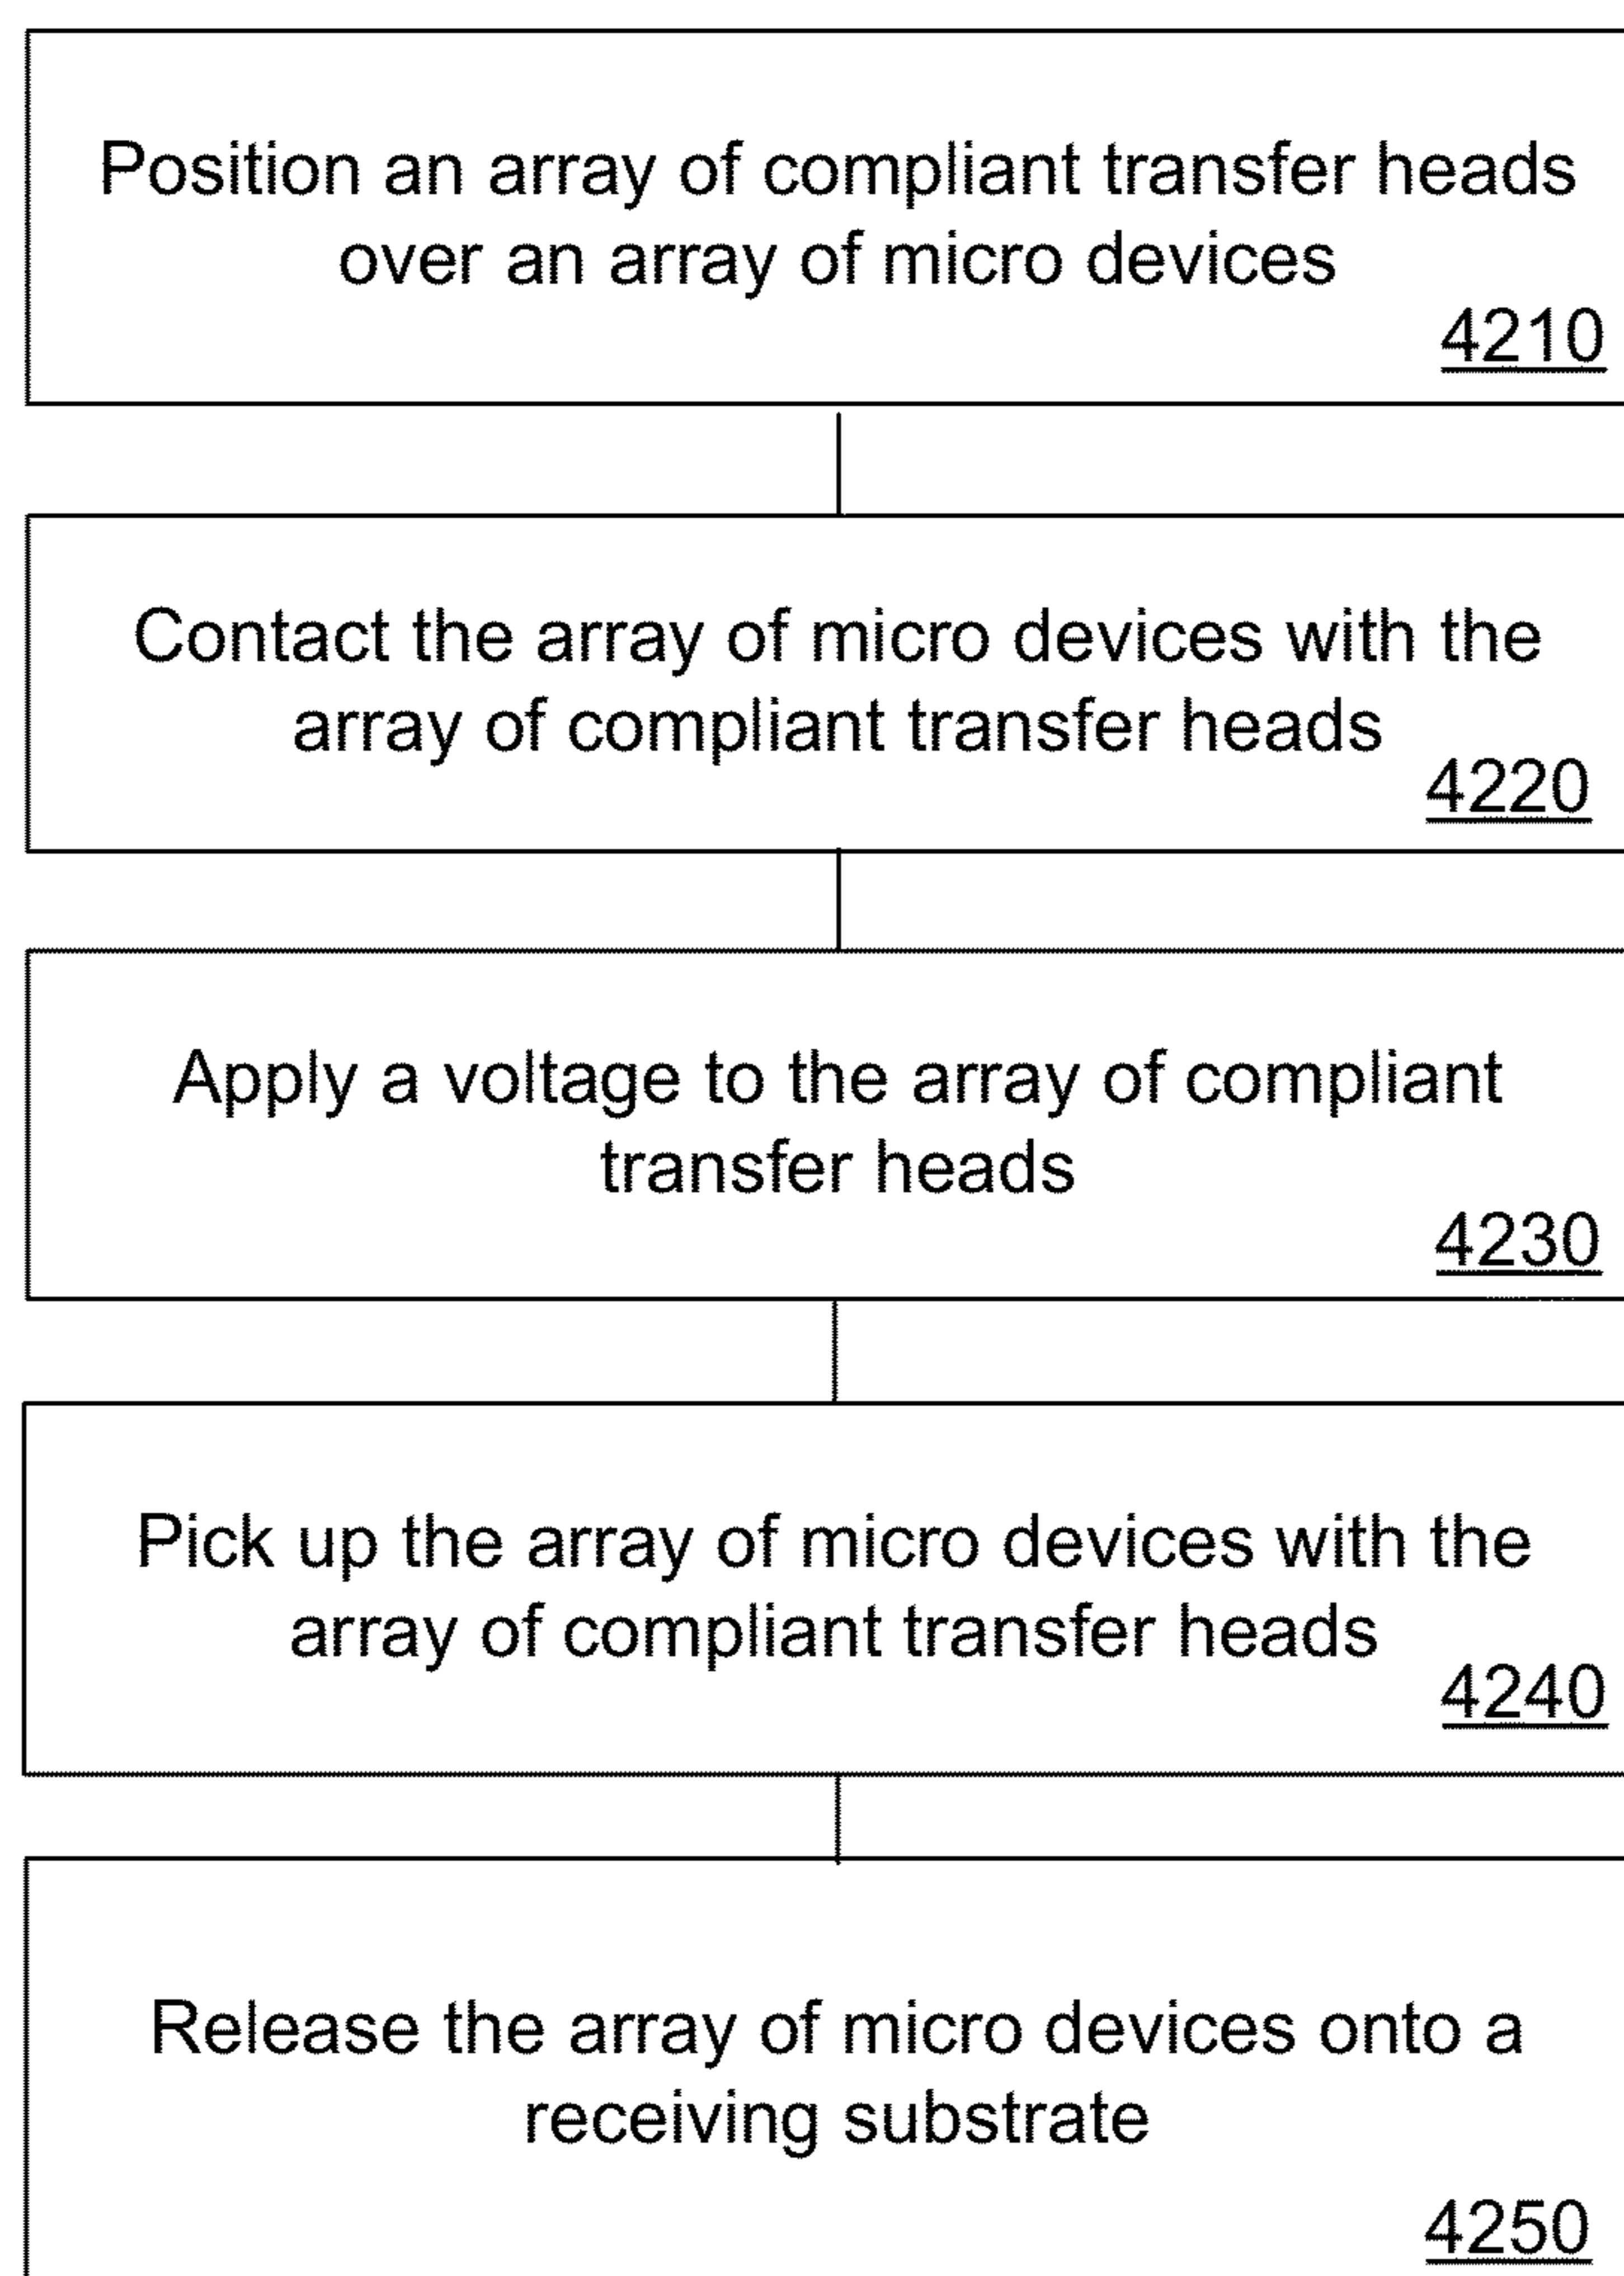 Position an array of compliant transfer heads
over an array of micro devices
4210
Contact the array of micro devices with the
array of compliant transfer heads
4220
Apply a voltage to the array of compliant
transfer heads
4230
Pick up the array of micro devices with the
array of compliant transfer heads
4240
Release the array of micro devices onto a
receiving substrate
4250